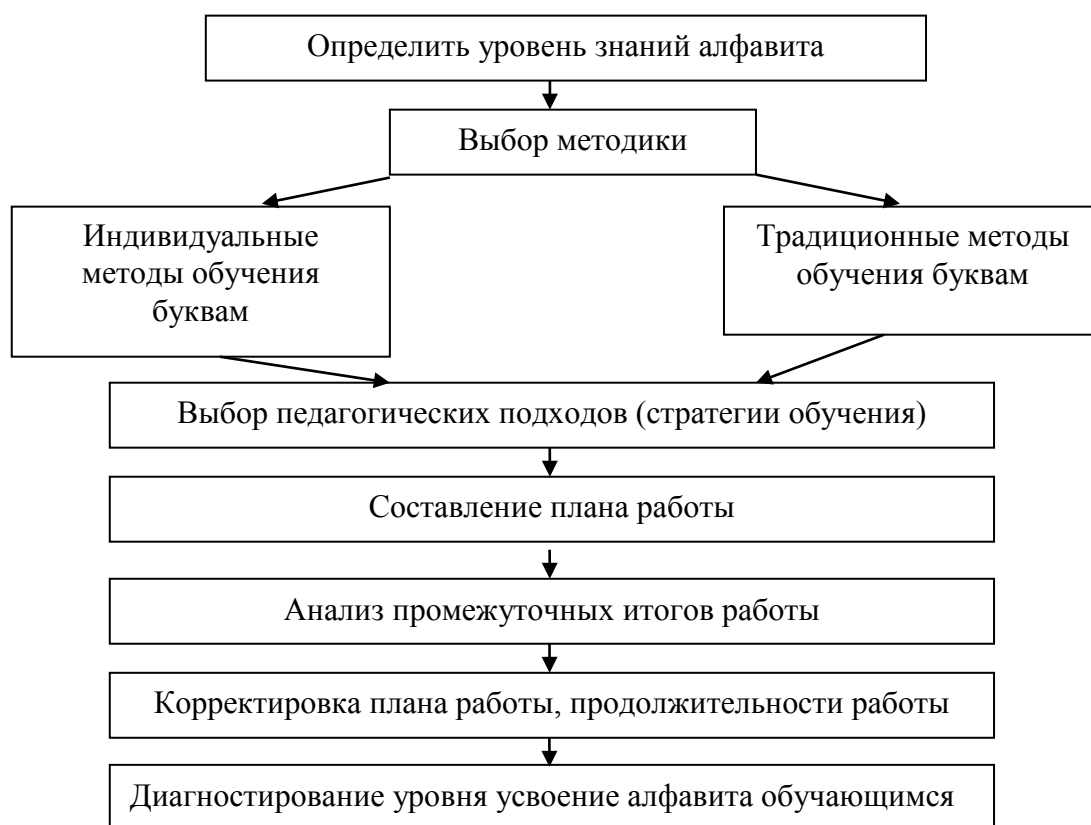 Определить уровень знаний алфавита
Выбор методики
Индивидуальные
методы обучения
буквам
Традиционные методы
обучения буквам
Выбор педагогических подходов (стратегии обучения)
Составление плана работы
Анализ промежуточных итогов работы
Корректировка плана работы, продолжительности работы
Диагностирование уровня усвоение алфавита обучающимся